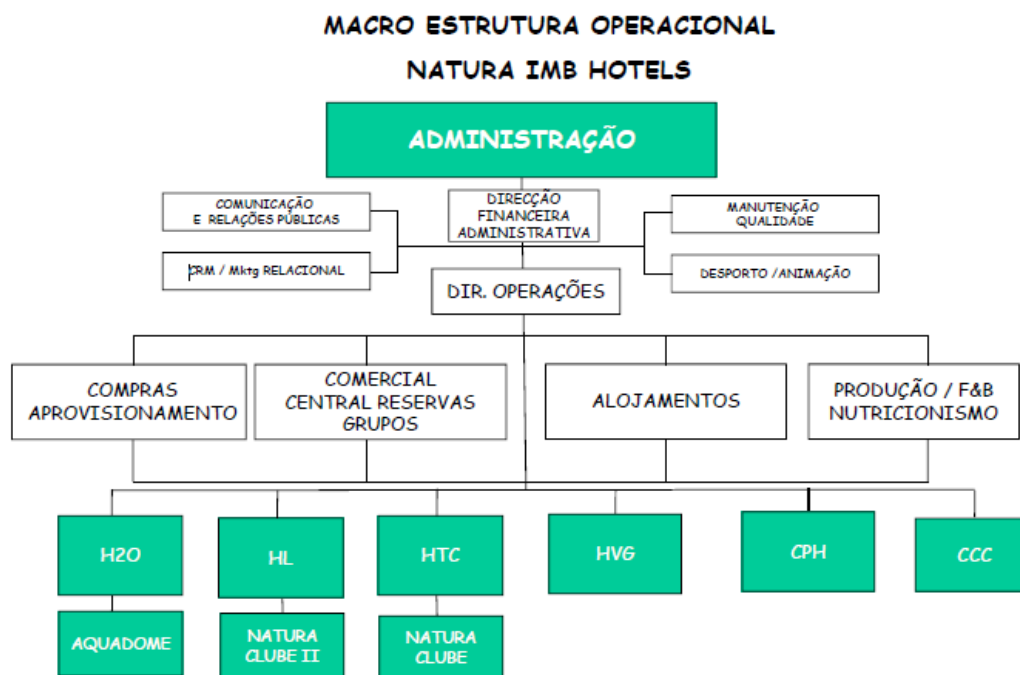 MACRO ESTRUTURA OPERACIONAL
NATURA IMB HOTELS
ADMINISTRAÇÃO
COMUNICAÇÃO
E RELAÇÕES PÚBLICAS
DIRECÇÃO
FINANCEIRA
ADMINISTRATIVA
MANUTENÇÃO
QUALIDADE
CRM / Mktg RELACIONAL
DESPORTO /ANIMAÇÃO
DIR. OPERAÇÕES
COMPRAS
APROVISIONAMENTO
COMERCIAL
CENTRAL RESERVAS
GRUPOS
ALOJAMENTOS
PRODUÇÃO / F&B
NUTRICIONISMO
H2O
HL
HTC
HVG
CPH
CCC
AQUADOME
NATURA
CLUBE II
NATURA
CLUBE